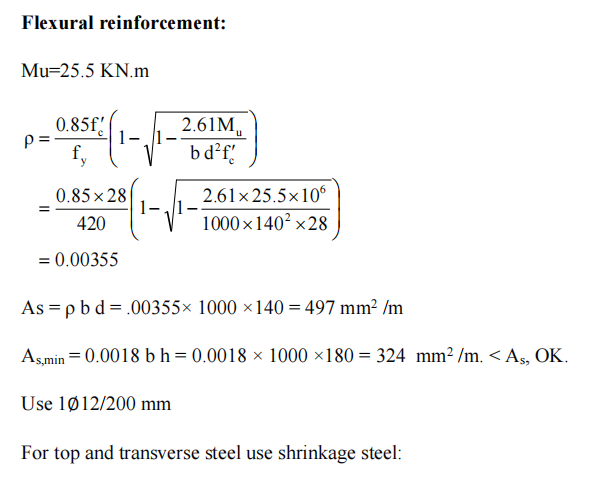 Flexural reinforcement:
Mu=25.5 KN.m
ρ = 0.85f′c / fy (1 − √(1 − 2.61Mu / b d² f′c))
= 0.85 × 28 / 420 (1 − √(1 − 2.61 × 25.5 × 10⁶ / 1000 × 140² × 28))
= 0.00355
As = ρ b d = .00355× 1000 ×140 = 497 mm² /m
As,min = 0.0018 b h = 0.0018 × 1000 ×180 = 324 mm² /m. < As, OK.
Use 1Ø12/200 mm
For top and transverse steel use shrinkage steel: